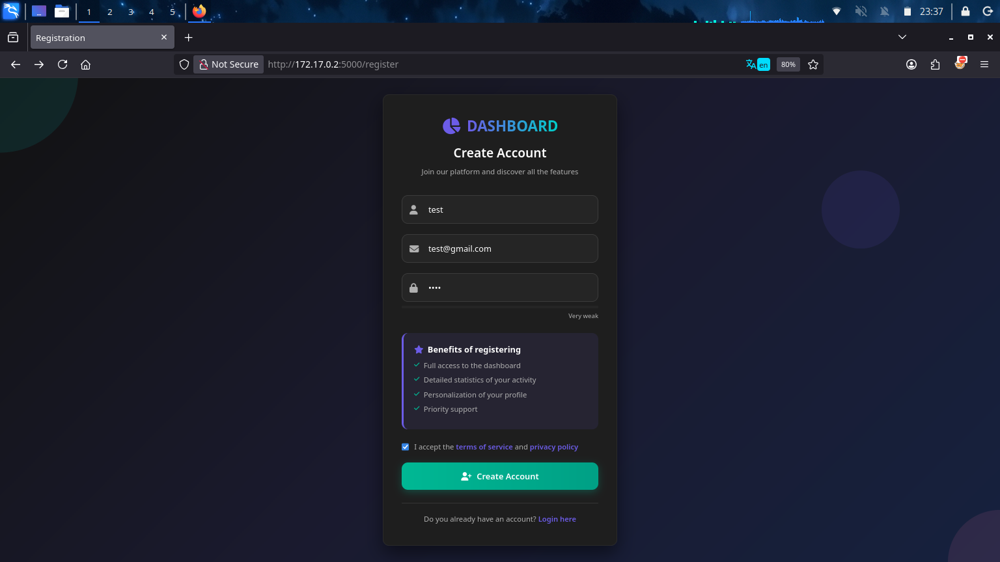 1 2 3 4 5 23:37
Registration
Not Secure http://172.17.0.2:5000/register en 80%
DASHBOARD
Create Account
Join our platform and discover all the features
test
test@gmail.com
••••
Very weak
Benefits of registering
Full access to the dashboard
Detailed statistics of your activity
Personalization of your profile
Priority support
I accept the terms of service and privacy policy
Create Account
Do you already have an account? Login here